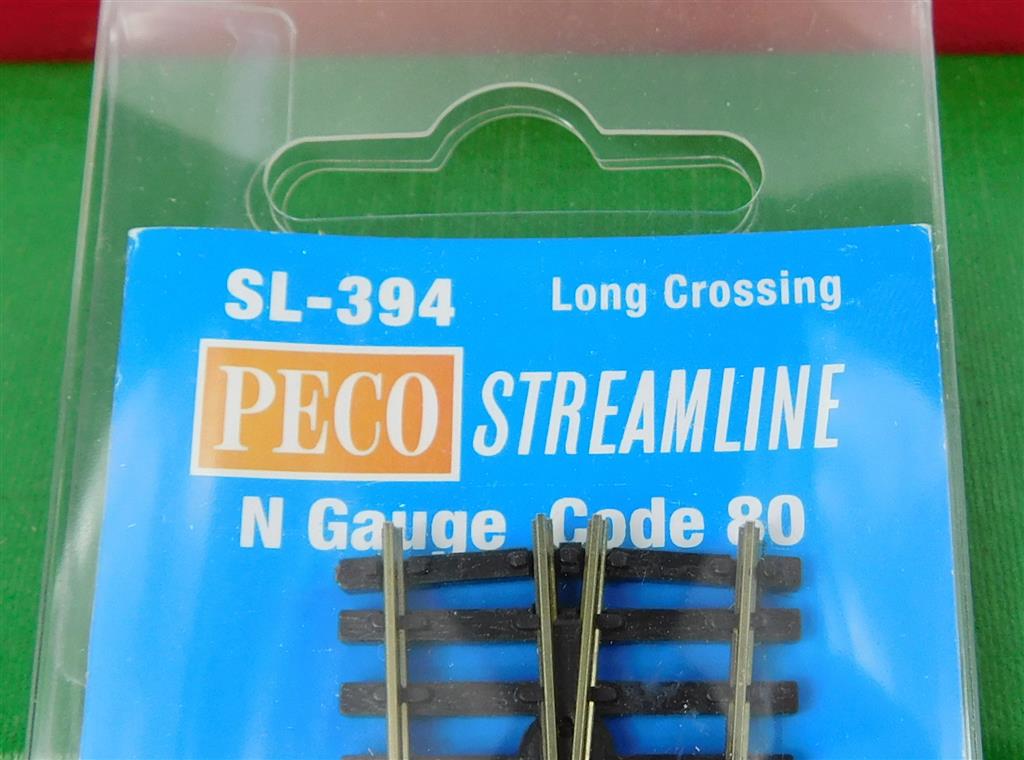 SL-394 Long Crossing
PECO STREAMLINE
N Gauge Code 80